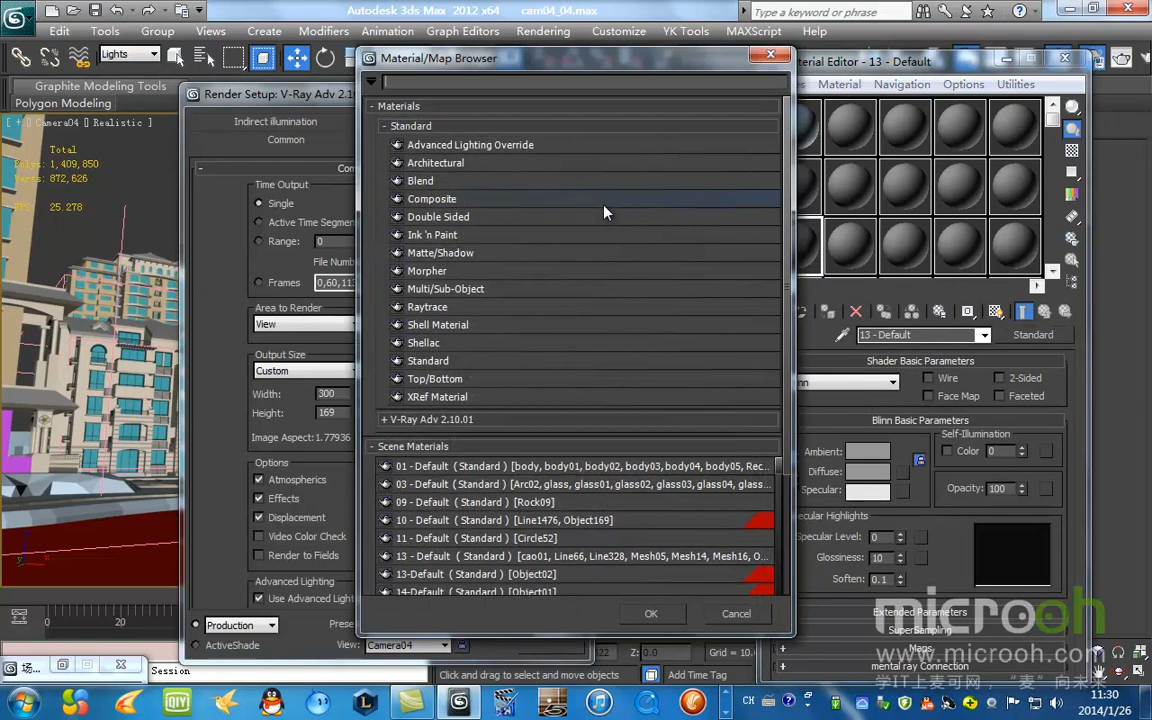 Autodesk 3ds Max 2012 x64 cam04_04.max
Type a keyword or phrase
Edit Tools Group Views Create Modifiers Animation Graph Editors Rendering Customize YK Tools MAXScript Help
Lights
Graphite Modeling Tools
Polygon Modeling
[ + ] Camera04 ] Realistic ]
Total
Polys: 1,409,850
Verts: 872,626
FPS 25.278
Render Setup: V-Ray Adv 2.1
Indirect illumination
Common
Time Output
Single
Active Time Segmen
Range: 0
File Numb
Frames 0,60,11
Area to Render
View
Output Size
Custom
Width: 300
Height: 169
Image Aspect: 1.77936
Options
Atmospherics
Effects
Displacement
Video Color Check
Render to Fields
Advanced Lighting
Use Advanced Light
Production
Prese
ActiveShade
View: Camera04
Material/Map Browser
- Materials
- Standard
Advanced Lighting Override
Architectural
Blend
Composite
Double Sided
Ink 'n Paint
Matte/Shadow
Morpher
Multi/Sub-Object
Raytrace
Shell Material
Shellac
Standard
Top/Bottom
XRef Material
+ V-Ray Adv 2.10.01
- Scene Materials
01 - Default ( Standard ) [body, body01, body02, body03, body04, body05, Rec...
03 - Default ( Standard ) [Arc02, glass, glass01, glass02, glass03, glass04, glass...
09 - Default ( Standard ) [Rock09]
10 - Default ( Standard ) [Line1476, Object169]
11 - Default ( Standard ) [Circle52]
13 - Default ( Standard ) [cao01, Line66, Line328, Mesh05, Mesh14, Mesh16, O...
13-Default ( Standard ) [Object02]
14-Default ( Standard ) [Object01]
OK Cancel
Material Editor - 13 - Default
Navigation Options Utilities
13 - Default
Standard
Shader Basic Parameters
Wire 2-Sided
Face Map Faceted
Blinn Basic Parameters
Self-Illumination
Ambient: Color 0
Diffuse:
Specular: Opacity: 100
Specular Highlights
Specular Level: 0
Glossiness: 10
Soften: 0.1
Extended Parameters
SuperSampling
Maps
mental ray Connection
microoh
www.microoh.com
学IT上麦可网,“麦”向未来
0 20
Z: 0.0 Grid = 10.
Click and drag to select and move objects
Add Time Tag
场...
Session
QIY
CH
11:30
2014/1/26